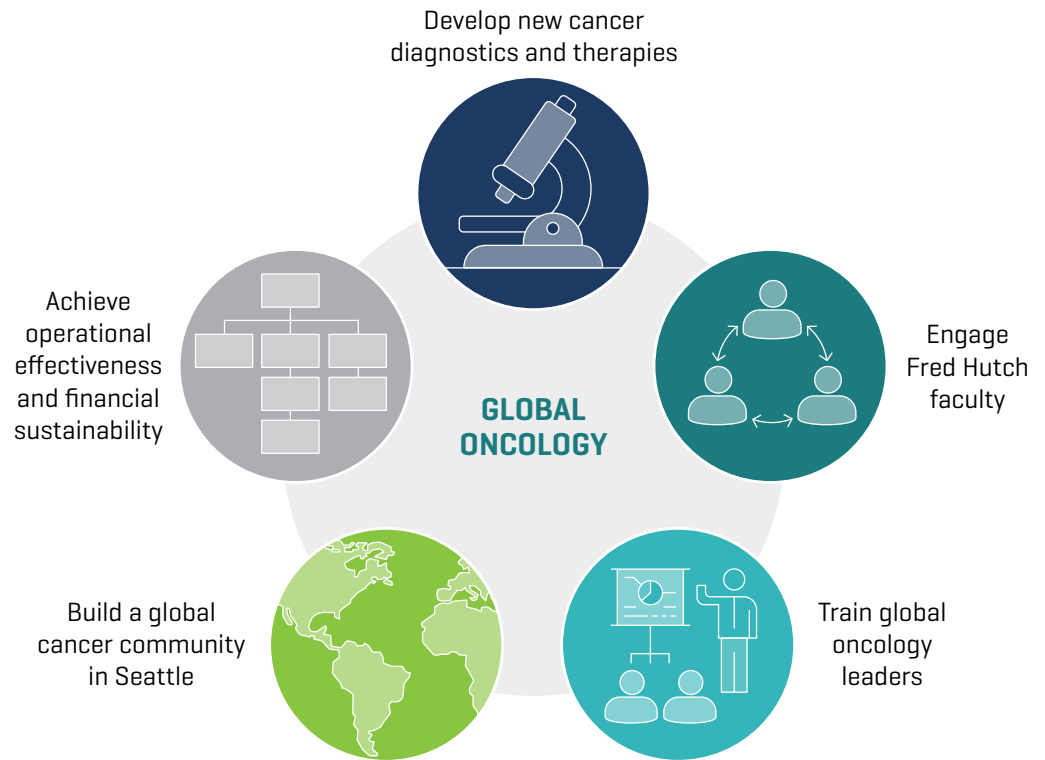 Develop new cancer
diagnostics and therapies
Achieve
operational
effectiveness
and financial
sustainability
GLOBAL
ONCOLOGY
Engage
Fred Hutch
faculty
Build a global
cancer community
in Seattle
Train global
oncology
leaders